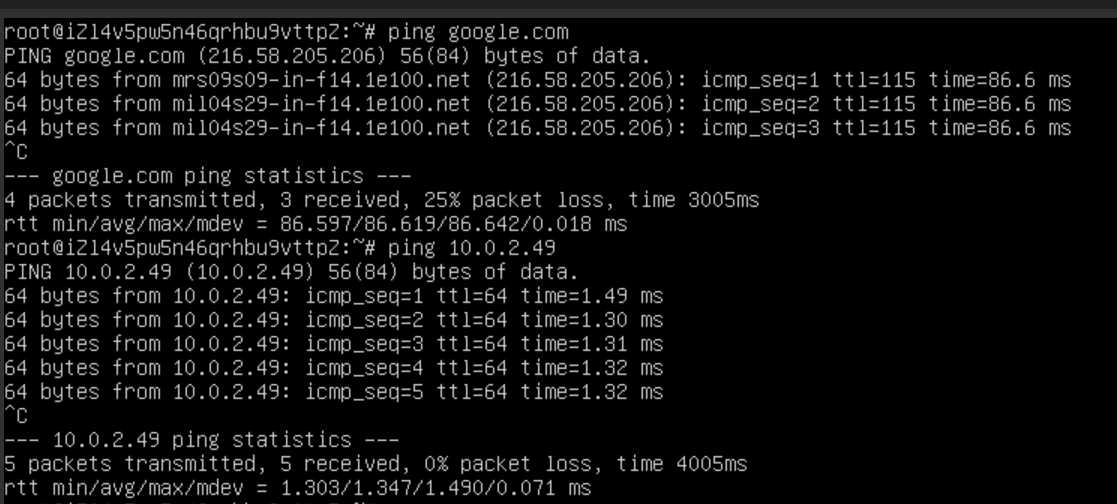 root@iZl4v5pw5n46qrhbu9vttpZ:~# ping google.com
PING google.com (216.58.205.206) 56(84) bytes of data.
64 bytes from mrs09s09-in-f14.1e100.net (216.58.205.206): icmp_seq=1 ttl=115 time=86.6 ms
64 bytes from mil04s29-in-f14.1e100.net (216.58.205.206): icmp_seq=2 ttl=115 time=86.6 ms
64 bytes from mil04s29-in-f14.1e100.net (216.58.205.206): icmp_seq=3 ttl=115 time=86.6 ms
^C
--- google.com ping statistics ---
4 packets transmitted, 3 received, 25% packet loss, time 3005ms
rtt min/avg/max/mdev = 86.597/86.619/86.642/0.018 ms
root@iZl4v5pw5n46qrhbu9vttpZ:~# ping 10.0.2.49
PING 10.0.2.49 (10.0.2.49) 56(84) bytes of data.
64 bytes from 10.0.2.49: icmp_seq=1 ttl=64 time=1.49 ms
64 bytes from 10.0.2.49: icmp_seq=2 ttl=64 time=1.30 ms
64 bytes from 10.0.2.49: icmp_seq=3 ttl=64 time=1.31 ms
64 bytes from 10.0.2.49: icmp_seq=4 ttl=64 time=1.32 ms
64 bytes from 10.0.2.49: icmp_seq=5 ttl=64 time=1.32 ms
^C
--- 10.0.2.49 ping statistics ---
5 packets transmitted, 5 received, 0% packet loss, time 4005ms
rtt min/avg/max/mdev = 1.303/1.347/1.490/0.071 ms